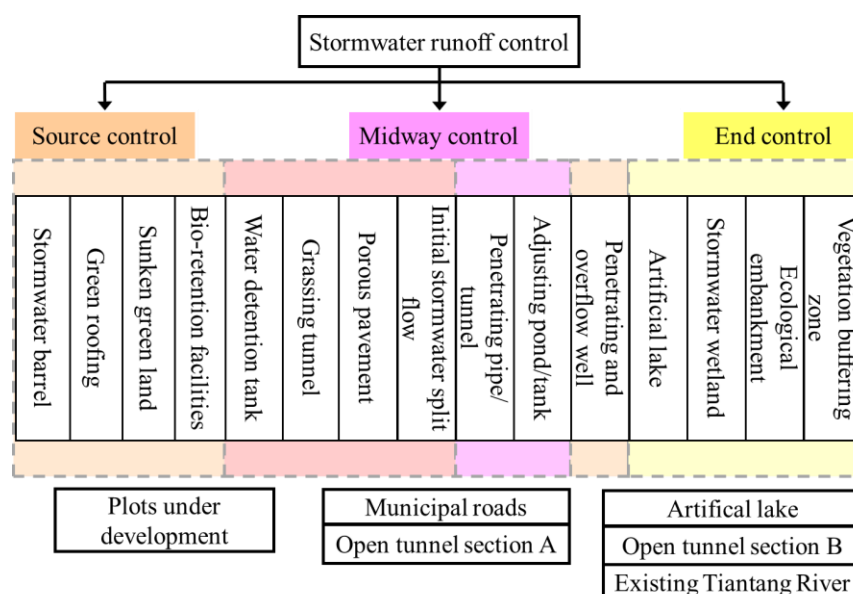 Stormwater runoff control
Source control
Midway control
End control
Stormwater barrel
Green roofing
Sunken green land
Bio-retention facilities
Water detention tank
Grassing tunnel
Porous pavement
Initial stormwater split
flow
Penetrating pipe/
tunnel
Adjusting pond/tank
Penetrating and
overflow well
Artificial lake
Stormwater wetland
Ecological
embankment
Vegetation buffering
zone
Plots under
development
Municipal roads
Open tunnel section A
Artifical lake
Open tunnel section B
Existing Tiantang River